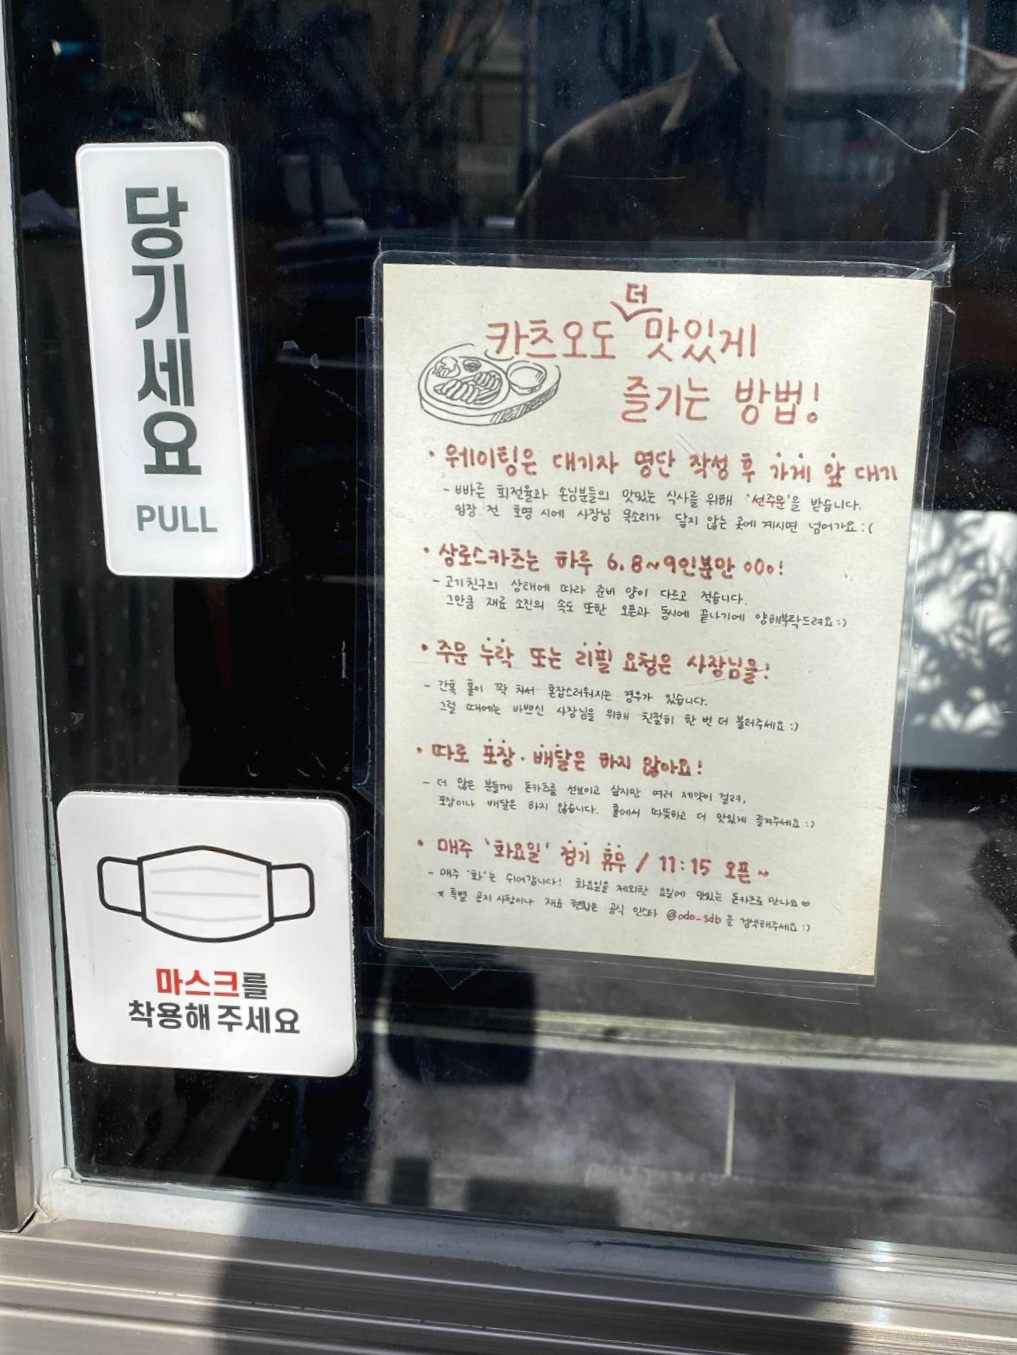 당기세요
PULL
더
카츠오도 맛있게
즐기는 방법!
· 웨이팅은 대기자 명단 작성 후 가게 앞 대기
- 빠른 회전율과 손님분들의 맛있는 식사를 위해 '선주문'을 받습니다.
입장 전 호명 시에 사장님 목소리가 닿지 않는 곳에 계시면 넘어가요 :(
· 상로스카츠는 하루 6, 8~9인분만 ooo!
- 고기친구의 상태에 따라 준비 양이 다르고 적습니다.
그만큼 재료 소진의 속도 또한 오픈과 동시에 끝나기에 양해부탁드려요 :)
· 주문 누락 또는 리필 요청은 사장님을!
- 간혹 홀이 꽉 차서 혼잡스러워지는 경우가 있습니다.
그럴 때에는 바쁘신 사장님을 위해 친절히 한 번 더 불러주세요 :)
· 따로 포장·배달은 하지 않아요!
- 더 많은 분들께 돈카츠를 선보이고 싶지만 여러 제약이 걸려,
포장이나 배달은 하지 않습니다. 홀에서 따뜻하고 더 맛있게 즐겨주세요 :)
· 매주 '화요일' 정기 휴무 / 11:15 오픈~
- 매주 '화'는 쉬어갑니다! 화요일을 제외한 요일에 맛있는 돈카츠로 만나요 ♡
* 특별 공지 사항이나 재료 현황은 공식 인스타 @odo_sdb 을 검색해주세요 :)
마스크를
착용해 주세요